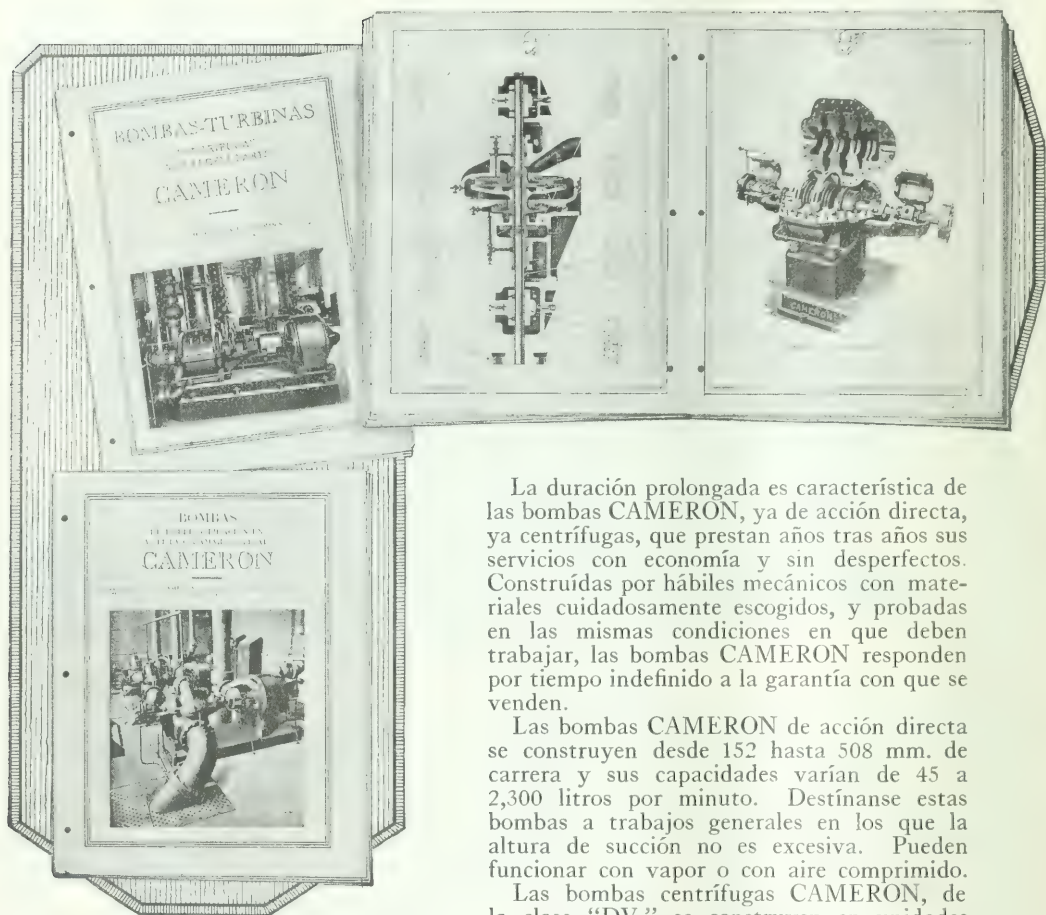 BOMBAS-TURBINAS
CAMERON
CAMERON
BOMBAS
CAMERON
La duración prolongada es característica de
las bombas CAMERON, ya de acción directa,
ya centrífugas, que prestan años tras años sus
servicios con economía y sin desperfectos.
Construídas por hábiles mecánicos con mate-
riales cuidadosamente escogidos, y probadas
en las mismas condiciones en que deben
trabajar, las bombas CAMERON responden
por tiempo indefinido a la garantía con que se
venden.
Las bombas CAMERON de acción directa
se construyen desde 152 hasta 508 mm. de
carrera y sus capacidades varían de 45 a
2,300 litros por minuto. Destínanse estas
bombas a trabajos generales en los que la
altura de succión no es excesiva. Pueden
funcionar con vapor o con aire comprimido.
Las bombas centrífugas CAMERON, de